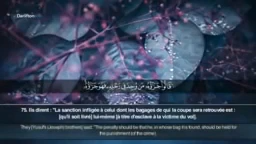 DarsPlein
قَالُوا۟ جَزَٰٓؤُهُۥ مَن وُجِدَ فِى رَحْلِهِۦ فَهُوَ جَزَٰٓؤُهُۥ
75. Ils dirent : "La sanction infligée à celui dont les bagages de qui la coupe sera retrouvée est :
[qu'il soit livré] lui-même [à titre d'esclave à la victime du vol].
They [Yusuf's (Joseph) brothers] said: "The penalty should be that he, in whose bag it is found, should be held for
the punishment (of the crime).